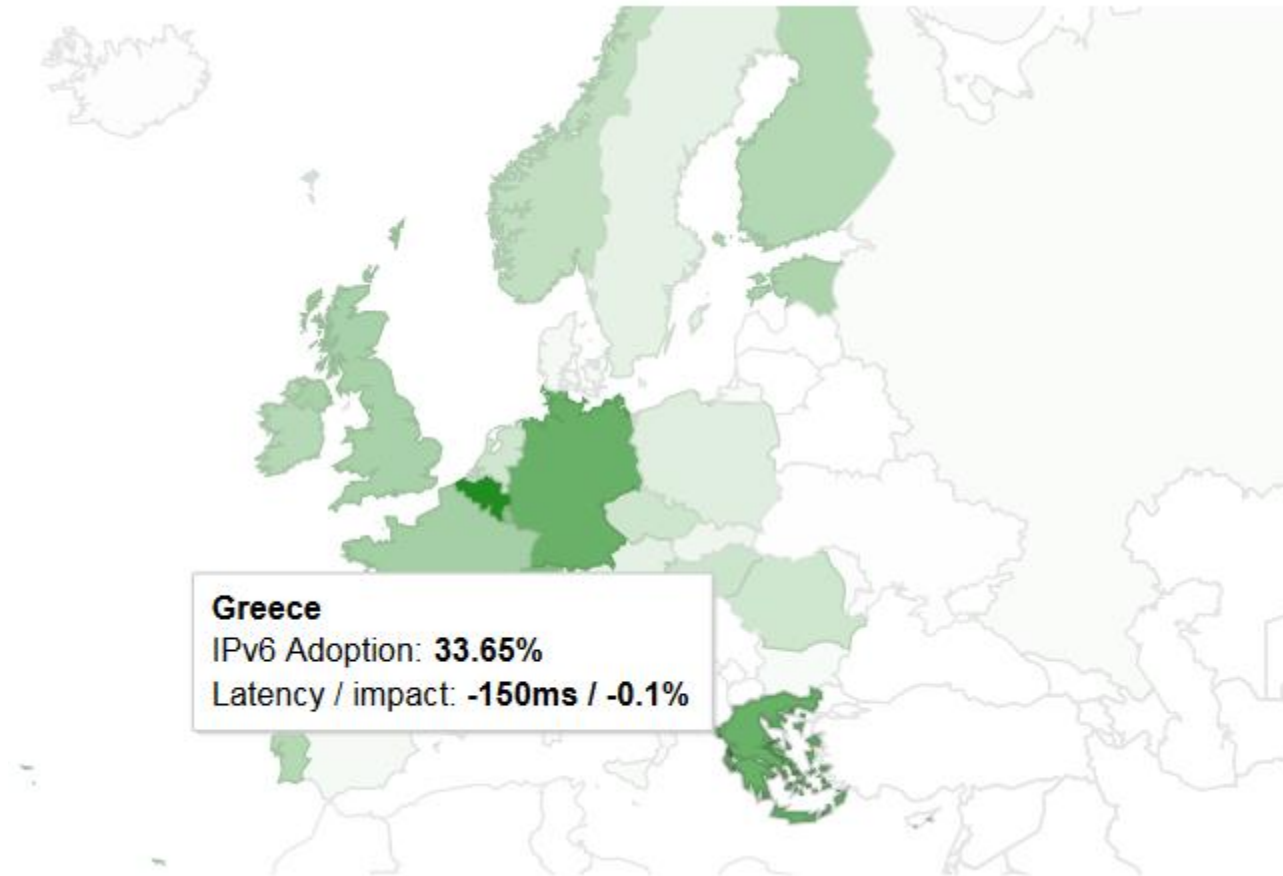 Greece
IPv6 Adoption: 33.65%
Latency / impact: -150ms / -0.1%